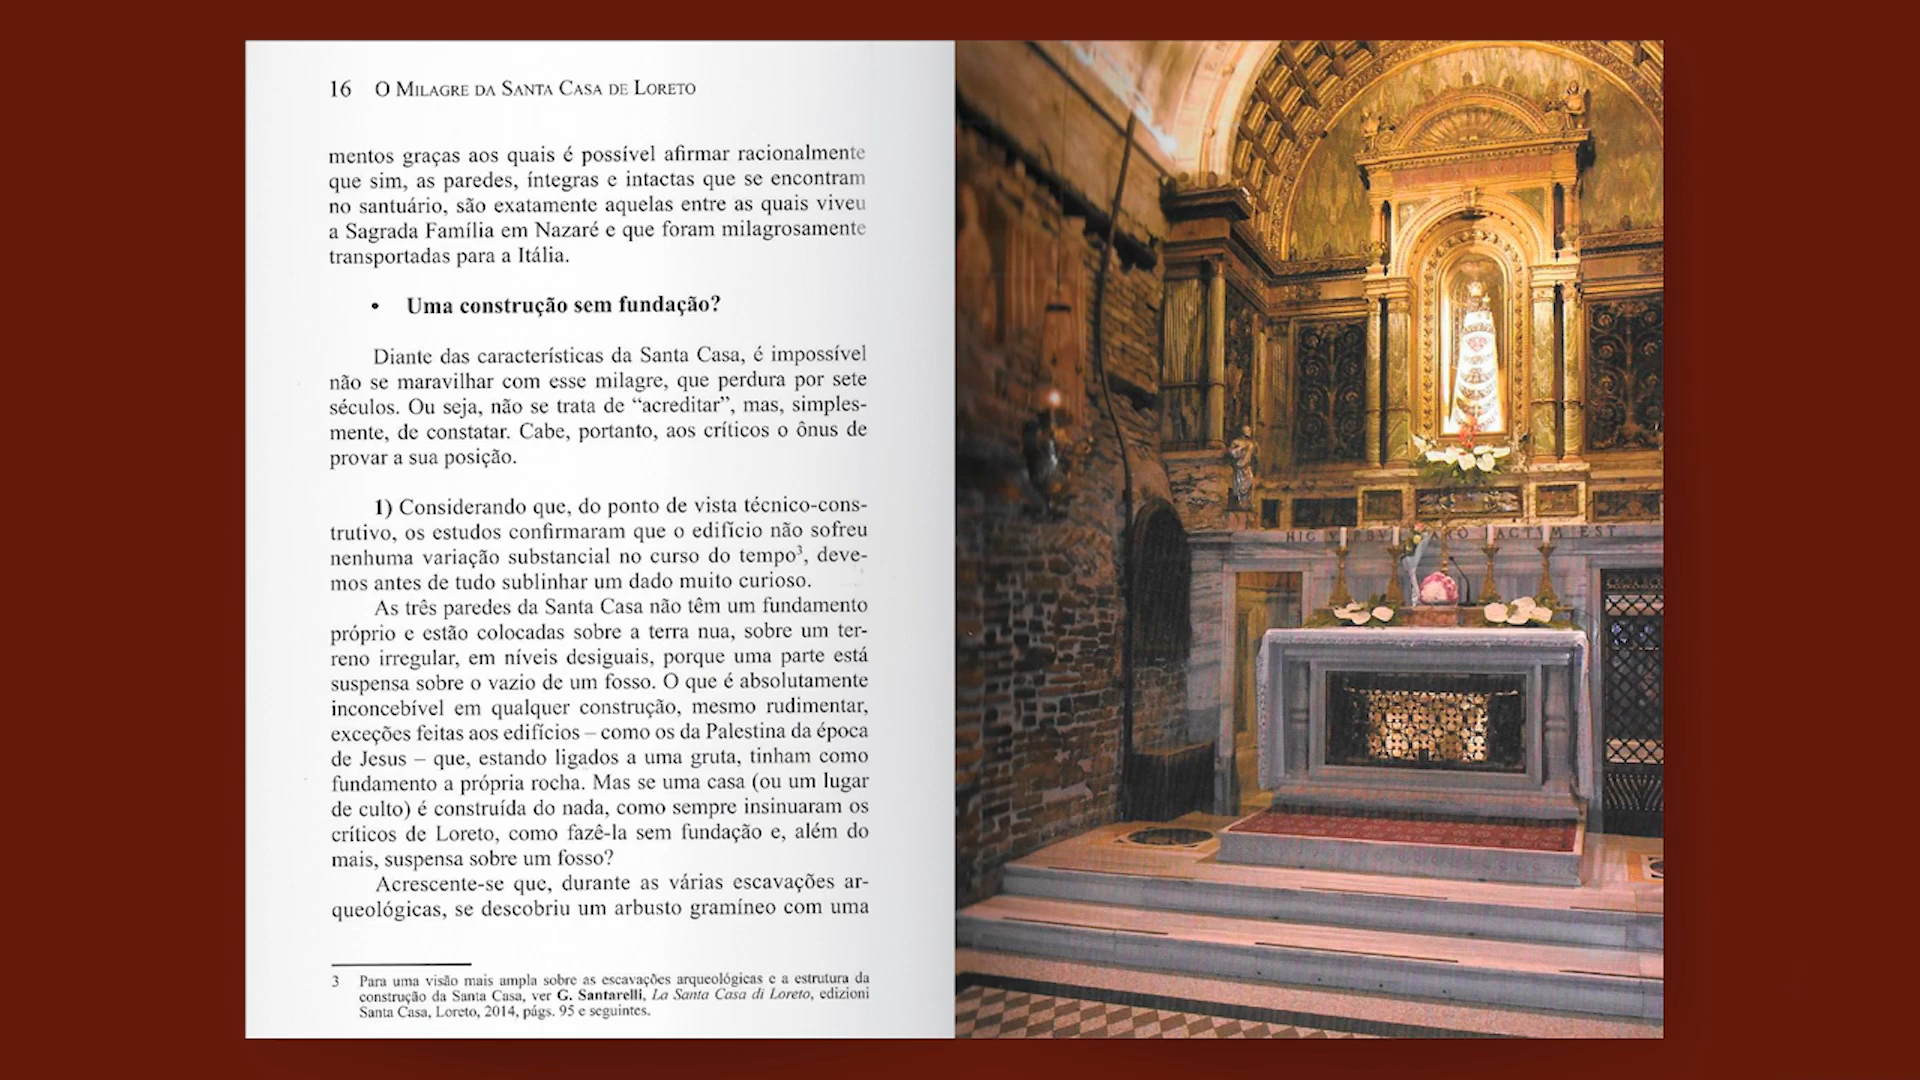 16 O MILAGRE DA SANTA CASA DE LORETO
mentos graças aos quais é possível afirmar racionalmente
que sim, as paredes, íntegras e intactas que se encontram
no santuário, são exatamente aquelas entre as quais viveu
a Sagrada Família em Nazaré e que foram milagrosamente
transportadas para a Itália.
• Uma construção sem fundação?
Diante das características da Santa Casa, é impossível
não se maravilhar com esse milagre, que perdura por sete
séculos. Ou seja, não se trata de “acreditar”, mas, simples-
mente, de constatar. Cabe, portanto, aos críticos o ônus de
provar a sua posição.
1) Considerando que, do ponto de vista técnico-cons-
trutivo, os estudos confirmaram que o edifício não sofreu
nenhuma variação substancial no curso do tempo³, deve-
mos antes de tudo sublinhar um dado muito curioso.
As três paredes da Santa Casa não têm um fundamento
próprio e estão colocadas sobre a terra nua, sobre um ter-
reno irregular, em níveis desiguais, porque uma parte está
suspensa sobre o vazio de um fosso. O que é absolutamente
inconcebível em qualquer construção, mesmo rudimentar,
exceções feitas aos edifícios – como os da Palestina da época
de Jesus – que, estando ligados a uma gruta, tinham como
fundamento a própria rocha. Mas se uma casa (ou um lugar
de culto) é construída do nada, como sempre insinuaram os
críticos de Loreto, como fazê-la sem fundação e, além do
mais, suspensa sobre um fosso?
Acrescente-se que, durante as várias escavações ar-
queológicas, se descobriu um arbusto gramíneo com uma
3 Para uma visão mais ampla sobre as escavações arqueológicas e a estrutura da
construção da Santa Casa, ver G. Santarelli, La Santa Casa di Loreto, edizioni
Santa Casa, Loreto, 2014, págs. 95 e seguintes.
HIC EST